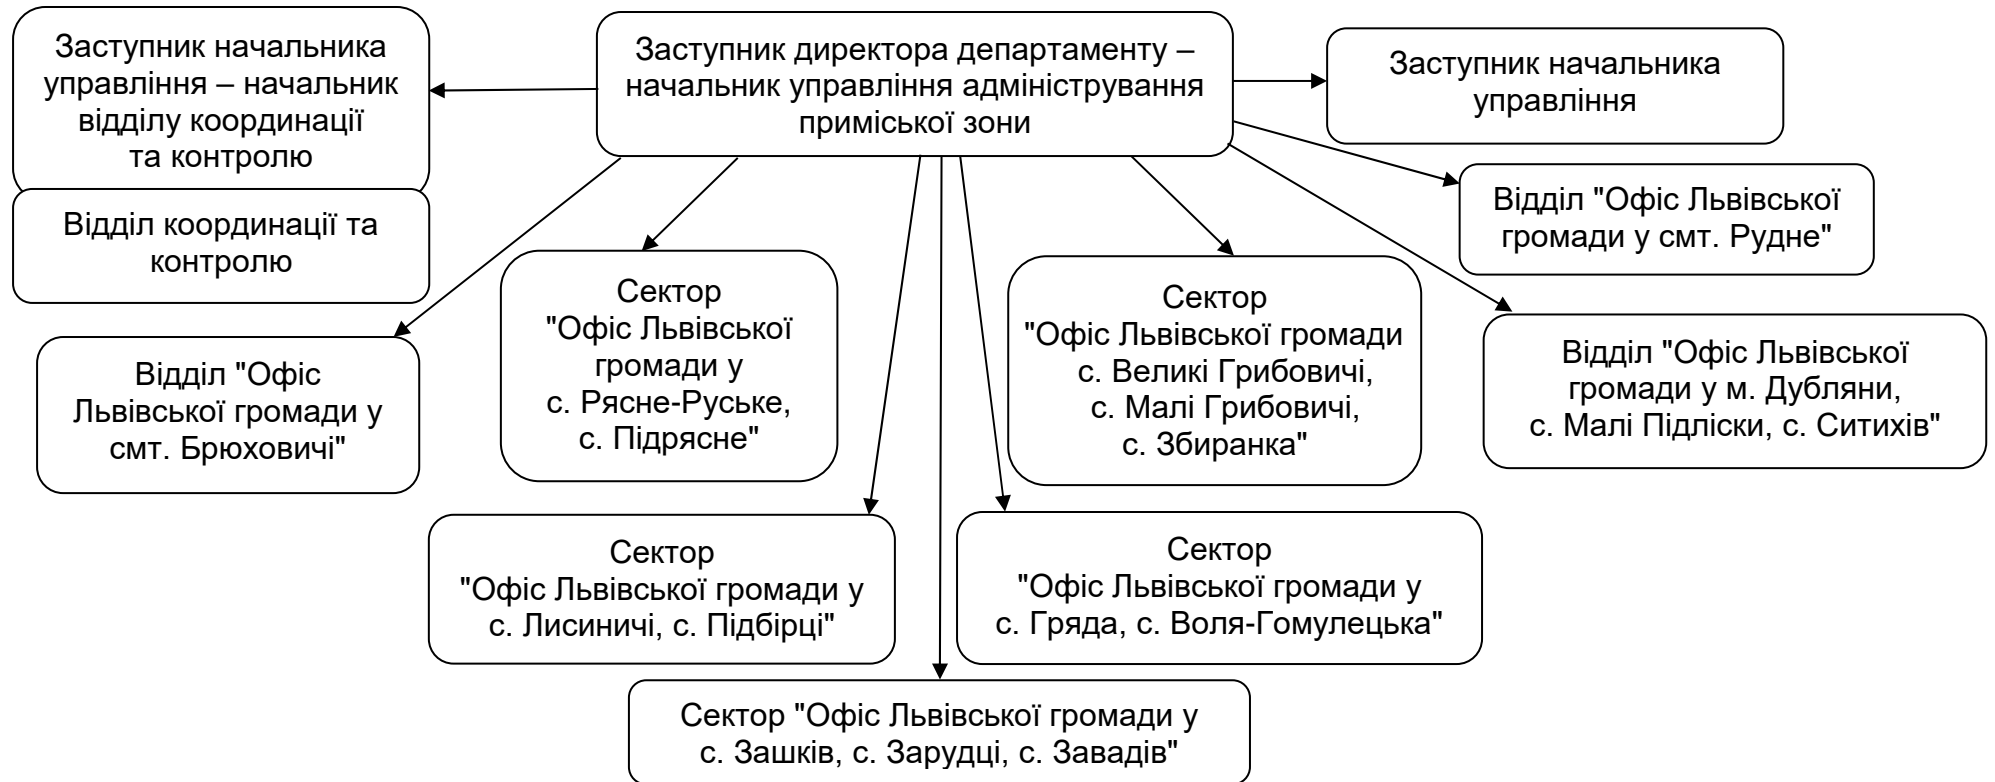 Заступник начальника
управління – начальник
відділу координації
та контролю
Заступник директора департаменту –
начальник управління адміністрування
приміської зони
Заступник начальника
управління
Відділ координації та
контролю
Відділ "Офіс Львівської
громади у смт. Рудне"
Відділ "Офіс
Львівської громади у
смт. Брюховичі"
Сектор
"Офіс Львівської
громади у
с. Рясне-Руське,
с. Підрясне"
Сектор
"Офіс Львівської громади
с. Великі Грибовичі,
с. Малі Грибовичі,
с. Збиранка"
Відділ "Офіс Львівської
громади у м. Дубляни,
с. Малі Підліски, с. Ситихів"
Сектор
"Офіс Львівської громади у
с. Лисиничі, с. Підбірці"
Сектор
"Офіс Львівської громади у
с. Гряда, с. Воля-Гомулецька"
Сектор "Офіс Львівської громади у
с. Зашків, с. Зарудці, с. Завадів"